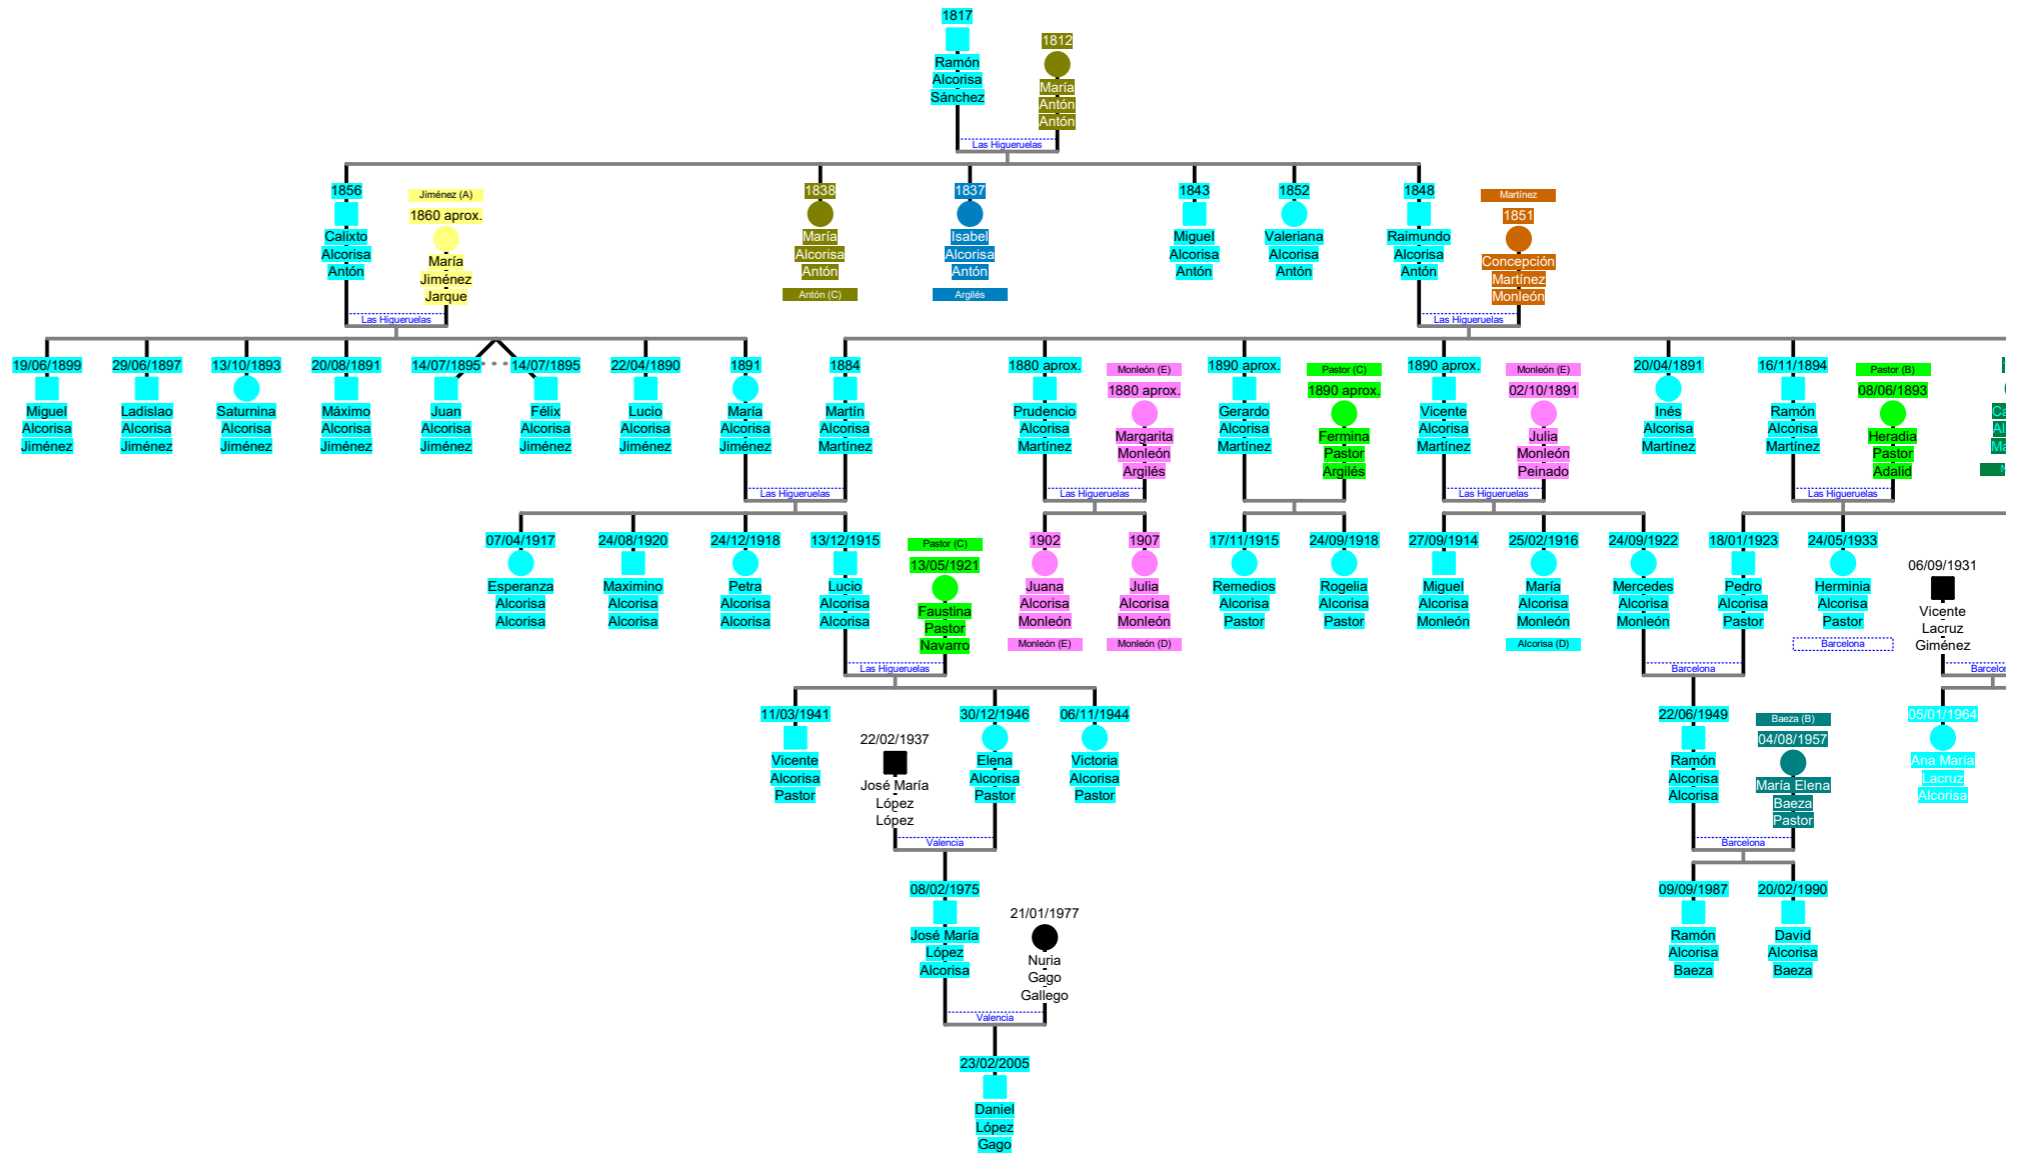 1817
Ramón
Alcorisa
Sánchez
1812
María
Antón
Antón
Las Higueruelas
1856
Calixto
Alcorisa
Antón
Jiménez (A)
1860 aprox.
María
Jiménez
Jarque
Las Higueruelas
1838
María
Alcorisa
Antón
Antón (C)
1837
Isabel
Alcorisa
Antón
Argilés
1843
Miguel
Alcorisa
Antón
1852
Valeriana
Alcorisa
Antón
1848
Raimundo
Alcorisa
Antón
Martínez
1851
Concepción
Martínez
Monleón
Las Higueruelas
19/06/1899
Miguel
Alcorisa
Jiménez
29/06/1897
Ladislao
Alcorisa
Jiménez
13/10/1893
Saturnina
Alcorisa
Jiménez
20/08/1891
Máximo
Alcorisa
Jiménez
14/07/1895
Juan
Alcorisa
Jiménez
14/07/1895
Félix
Alcorisa
Jiménez
22/04/1890
Lucio
Alcorisa
Jiménez
1891
María
Alcorisa
Jiménez
1884
Martín
Alcorisa
Martínez
Las Higueruelas
1880 aprox.
Prudencio
Alcorisa
Martínez
Monleón (E)
1880 aprox.
Margarita
Monleón
Argilés
Las Higueruelas
1890 aprox.
Gerardo
Alcorisa
Martínez
Pastor (C)
1890 aprox.
Fermina
Pastor
Argilés
1890 aprox.
Vicente
Alcorisa
Martínez
Monleón (E)
02/10/1891
Julia
Monleón
Peinado
Las Higueruelas
20/04/1891
Inés
Alcorisa
Martínez
16/11/1894
Ramón
Alcorisa
Martínez
Pastor (B)
08/06/1893
Heradia
Pastor
Adalid
Las Higueruelas
07/04/1917
Esperanza
Alcorisa
Alcorisa
24/08/1920
Maximino
Alcorisa
Alcorisa
24/12/1918
Petra
Alcorisa
Alcorisa
13/12/1915
Lucio
Alcorisa
Alcorisa
Pastor (C)
13/05/1921
Faustina
Pastor
Navarro
Las Higueruelas
1902
Juana
Alcorisa
Monleón
Monleón (E)
1907
Julia
Alcorisa
Monleón
Monleón (D)
17/11/1915
Remedios
Alcorisa
Pastor
24/09/1918
Rogelia
Alcorisa
Pastor
27/09/1914
Miguel
Alcorisa
Monleón
25/02/1916
María
Alcorisa
Monleón
Alcorisa (D)
24/09/1922
Mercedes
Alcorisa
Monleón
18/01/1923
Pedro
Alcorisa
Pastor
Barcelona
24/05/1933
Herminia
Alcorisa
Pastor
Barcelona
06/09/1931
Vicente
Lacruz
Giménez
11/03/1941
Vicente
Alcorisa
Pastor
22/02/1937
José María
López
López
30/12/1946
Elena
Alcorisa
Pastor
Valencia
06/11/1944
Victoria
Alcorisa
Pastor
22/06/1949
Ramón
Alcorisa
Alcorisa
Baeza (B)
04/08/1957
María Elena
Baeza
Pastor
Barcelona
05/01/1964
Ana María
Lacruz
Alcorisa
08/02/1975
José María
López
Alcorisa
21/01/1977
Nuria
Gago
Gallego
Valencia
09/09/1987
Ramón
Alcorisa
Baeza
20/02/1990
David
Alcorisa
Baeza
23/02/2005
Daniel
López
Gago